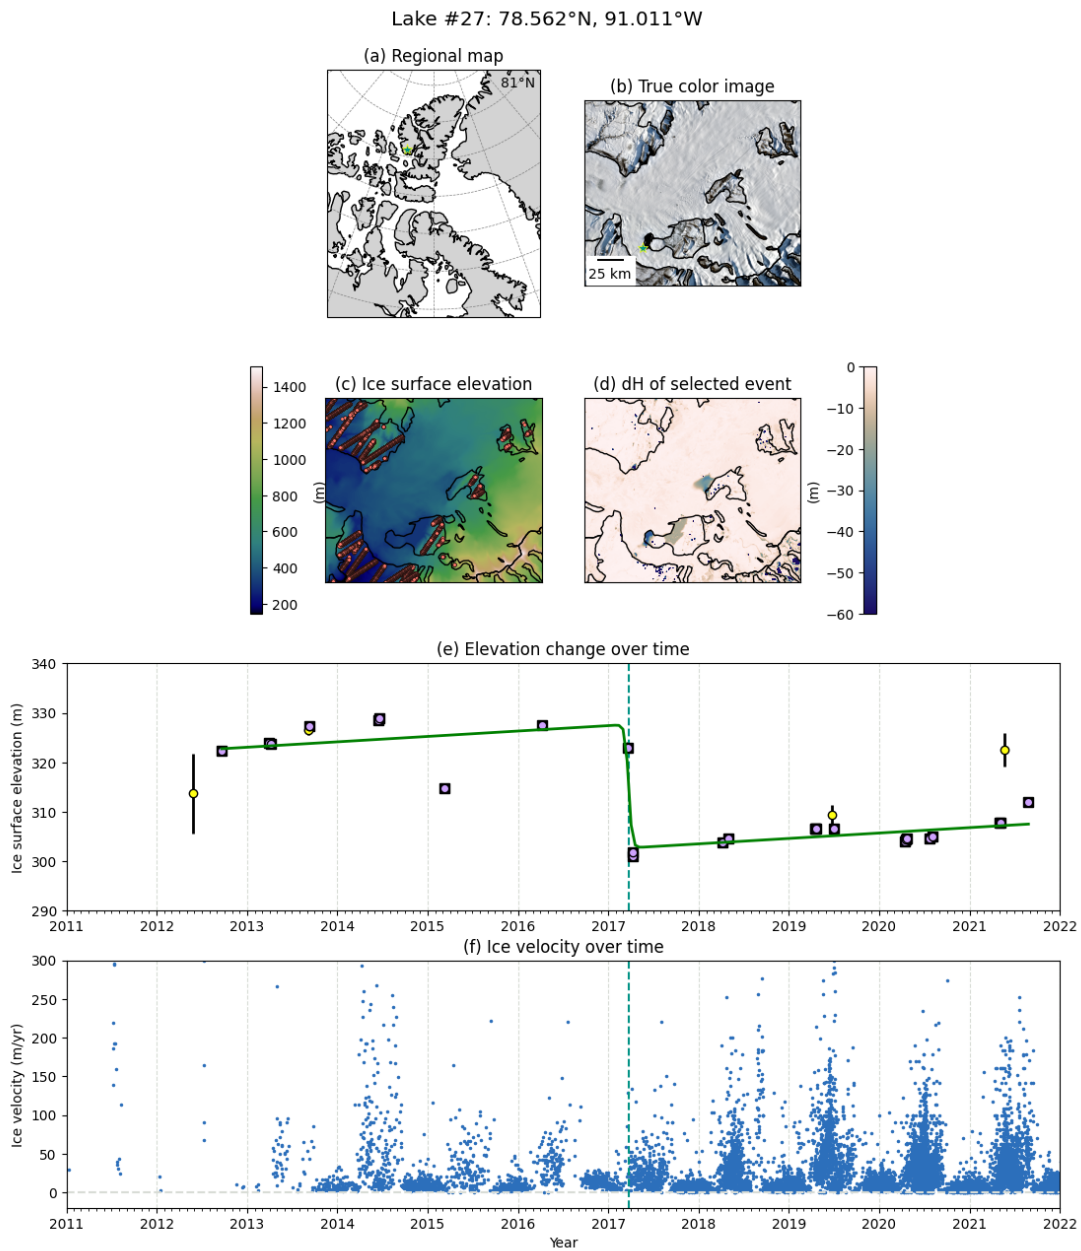 Lake #27: 78.562°N, 91.011°W
(a) Regional map
81°N
(b) True color image
25 km
(c) Ice surface elevation
1400
1200
1000
800
600
400
200
(m)
(d) dH of selected event
0
−10
−20
−30
−40
−50
−60
(m)
(e) Elevation change over time
340
330
320
310
300
290
Ice surface elevation (m)
2011 2012 2013 2014 2015 2016 2017 2018 2019 2020 2021 2022
(f) Ice velocity over time
300
250
200
150
100
50
0
Ice velocity (m/yr)
2011 2012 2013 2014 2015 2016 2017 2018 2019 2020 2021 2022
Year